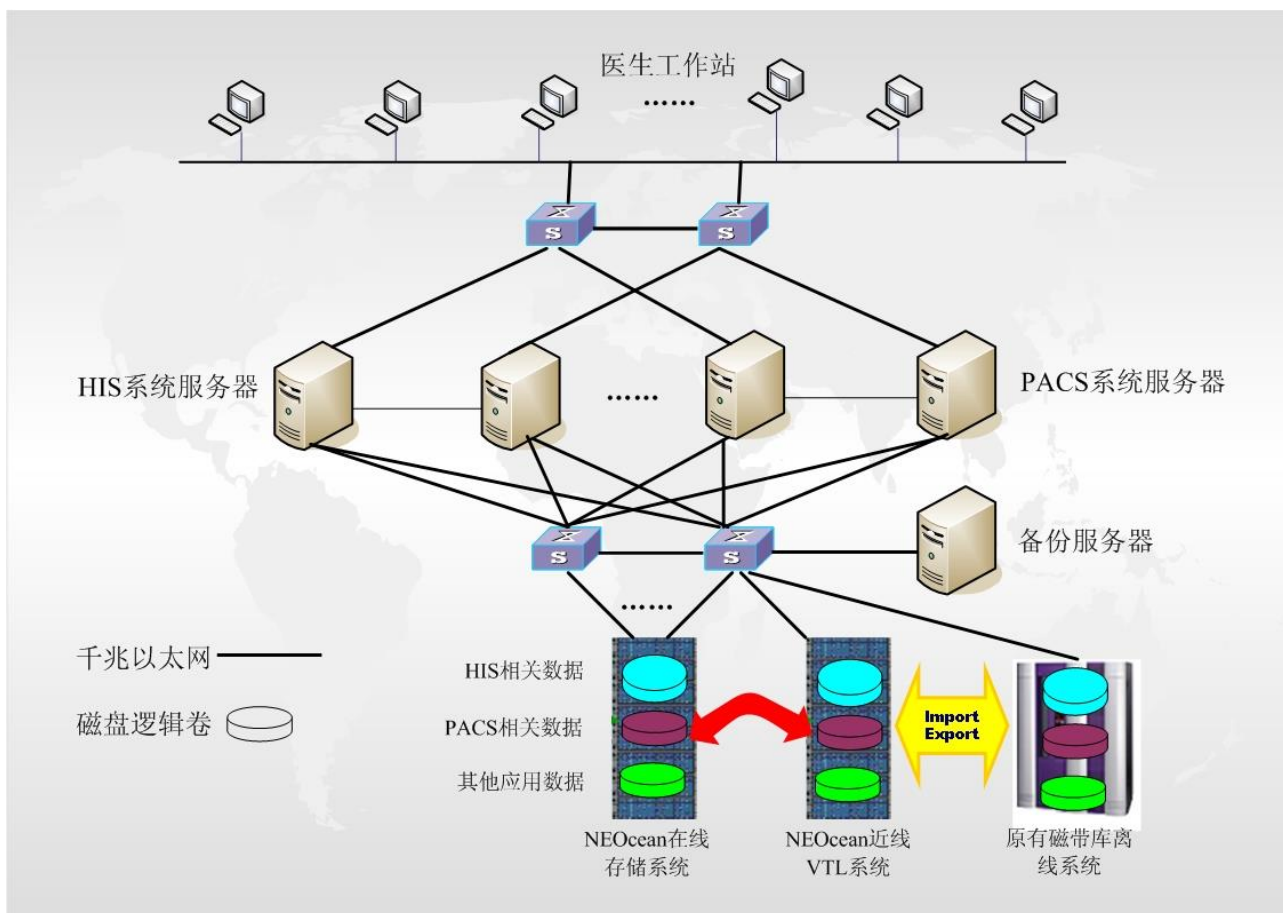 医生工作站
……
S
S
HIS系统服务器
……
PACS系统服务器
S
S
备份服务器
……
千兆以太网
磁盘逻辑卷
HIS相关数据
PACS相关数据
其他应用数据
Import
Export
NEOcean在线
存储系统
NEOcean近线
VTL系统
原有磁带库离
线系统